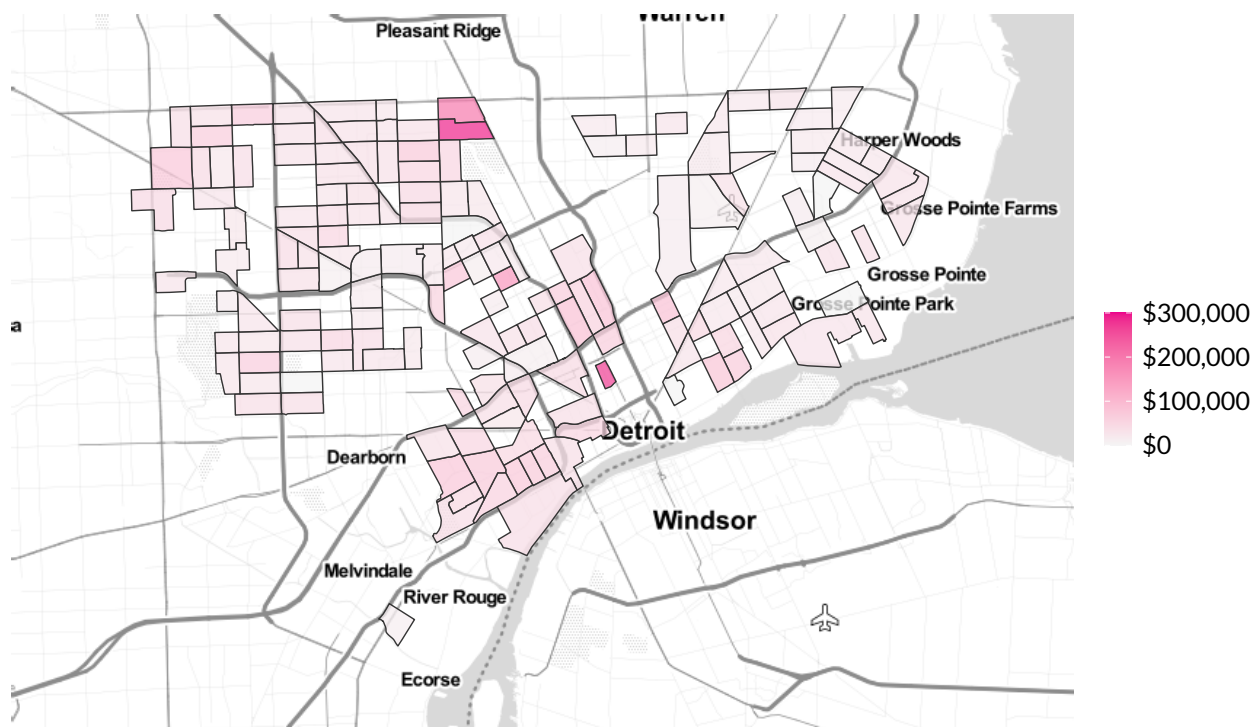 Warren
Pleasant Ridge
Harper Woods
Grosse Pointe Farms
Grosse Pointe
Grosse Pointe Park
a
$300,000
$200,000
$100,000
$0
Detroit
Dearborn
Windsor
Melvindale
River Rouge
Ecorse